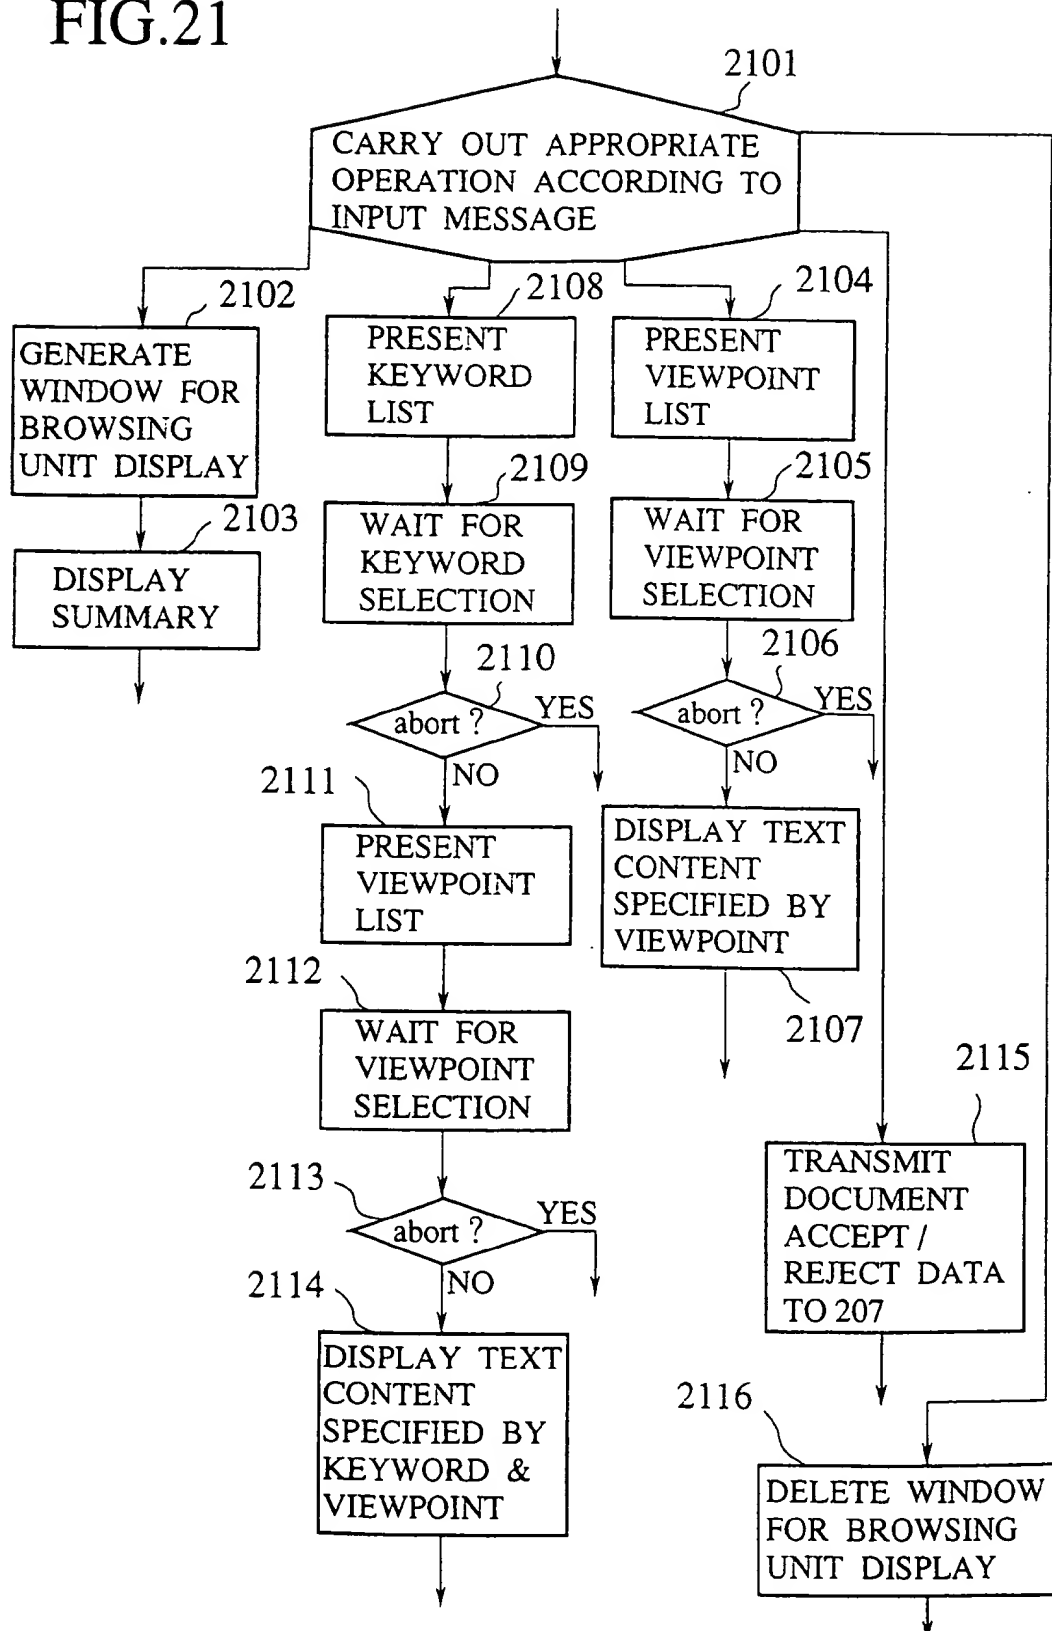 FIG.21
2101
CARRY OUT APPROPRIATE
OPERATION ACCORDING TO
INPUT MESSAGE
2102
GENERATE
WINDOW FOR
BROWSING
UNIT DISPLAY
2103
DISPLAY
SUMMARY
2108
PRESENT
KEYWORD
LIST
2109
WAIT FOR
KEYWORD
SELECTION
2110
abort ?
YES
NO
2111
PRESENT
VIEWPOINT
LIST
2112
WAIT FOR
VIEWPOINT
SELECTION
2113
abort ?
YES
NO
2114
DISPLAY TEXT
CONTENT
SPECIFIED BY
KEYWORD &
VIEWPOINT
2104
PRESENT
VIEWPOINT
LIST
2105
WAIT FOR
VIEWPOINT
SELECTION
2106
abort ?
YES
NO
DISPLAY TEXT
CONTENT
SPECIFIED BY
VIEWPOINT
2107
2115
TRANSMIT
DOCUMENT
ACCEPT /
REJECT DATA
TO 207
2116
DELETE WINDOW
FOR BROWSING
UNIT DISPLAY